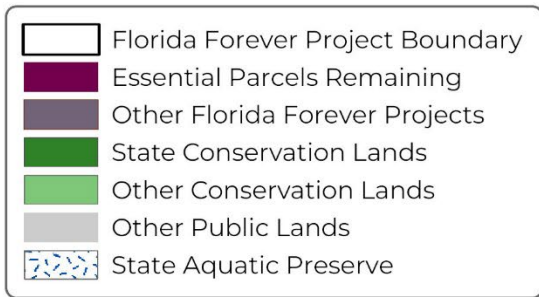 Florida Forever Project Boundary
Essential Parcels Remaining
Other Florida Forever Projects
State Conservation Lands
Other Conservation Lands
Other Public Lands
State Aquatic Preserve